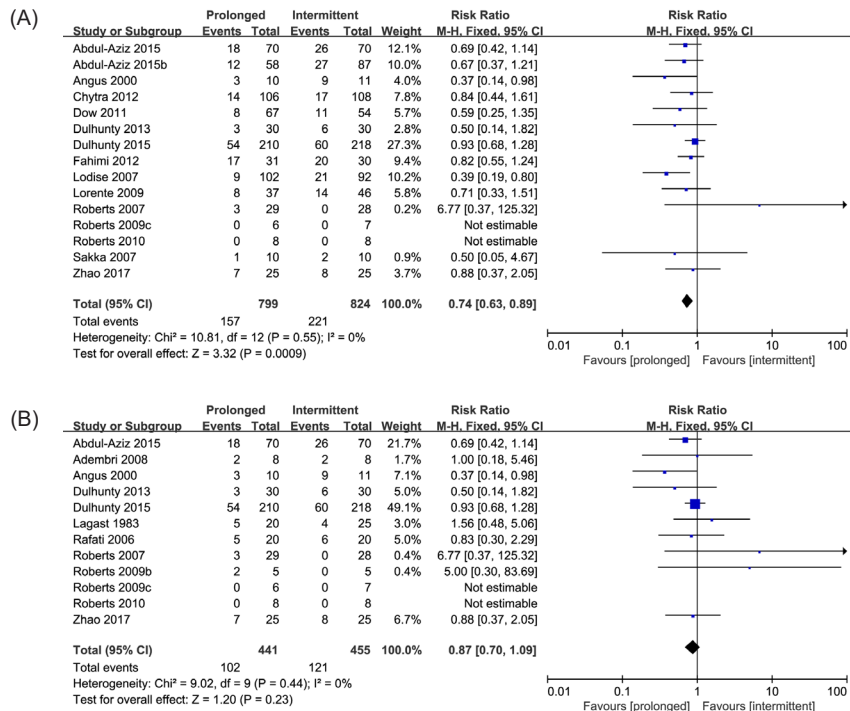 (A)
Prolonged Intermittent Risk Ratio Risk Ratio
Study or Subgroup Events Total Events Total Weight M-H. Fixed. 95% CI M-H. Fixed. 95% CI
Abdul-Aziz 2015 18 70 26 70 12.1% 0.69 [0.42, 1.14]
Abdul-Aziz 2015b 12 58 27 87 10.0% 0.67 [0.37, 1.21]
Angus 2000 3 10 9 11 4.0% 0.37 [0.14, 0.98]
Chytra 2012 14 106 17 108 7.8% 0.84 [0.44, 1.61]
Dow 2011 8 67 11 54 5.6% 0.59 [0.25, 1.35]
Dulhunty 2013 3 30 6 30 2.8% 0.50 [0.14, 1.82]
Dulhunty 2015 54 210 60 218 27.3% 0.93 [0.68, 1.28]
Fahimi 2012 17 31 20 30 9.4% 0.82 [0.55, 1.24]
Lodise 2007 9 102 21 92 10.2% 0.39 [0.19, 0.80]
Lorente 2009 8 37 14 46 5.8% 0.71 [0.33, 1.51]
Roberts 2007 3 29 0 28 0.2% 6.77 [0.37, 125.32]
Roberts 2009c 0 6 0 7 Not estimable
Roberts 2010 0 8 0 8 Not estimable
Sakka 2007 1 10 2 10 0.9% 0.50 [0.05, 4.67]
Zhao 2017 7 25 8 25 3.7% 0.88 [0.37, 2.05]
Total (95% CI) 799 824 100.0% 0.74 [0.63, 0.89]
Total events 157 221
Heterogeneity: Chi² = 10.81, df = 12 (P = 0.55); I² = 0%
Test for overall effect: Z = 3.32 (P = 0.0009)
0.01 0.1 1 10 100
Favours [prolonged] Favours [intermittent]
(B)
Prolonged Intermittent Risk Ratio Risk Ratio
Study or Subgroup Events Total Events Total Weight M-H. Fixed. 95% CI M-H. Fixed. 95% CI
Abdul-Aziz 2015 18 70 26 70 21.7% 0.69 [0.42, 1.14]
Adembri 2008 2 8 2 8 1.7% 1.00 [0.18, 5.46]
Angus 2000 3 10 9 11 7.1% 0.37 [0.14, 0.98]
Dulhunty 2013 3 30 6 30 5.0% 0.50 [0.14, 1.82]
Dulhunty 2015 54 210 60 218 49.1% 0.93 [0.68, 1.28]
Lagast 1983 5 20 4 25 3.0% 1.56 [0.48, 5.06]
Rafati 2006 5 20 6 20 5.0% 0.83 [0.30, 2.29]
Roberts 2007 3 29 0 28 0.4% 6.77 [0.37, 125.32]
Roberts 2009b 2 5 0 5 0.4% 5.00 [0.30, 83.69]
Roberts 2009c 0 6 0 7 Not estimable
Roberts 2010 0 8 0 8 Not estimable
Zhao 2017 7 25 8 25 6.7% 0.88 [0.37, 2.05]
Total (95% CI) 441 455 100.0% 0.87 [0.70, 1.09]
Total events 102 121
Heterogeneity: Chi² = 9.02, df = 9 (P = 0.44); I² = 0%
Test for overall effect: Z = 1.20 (P = 0.23)
0.01 0.1 1 10 100
Favours [prolonged] Favours [intermittent]